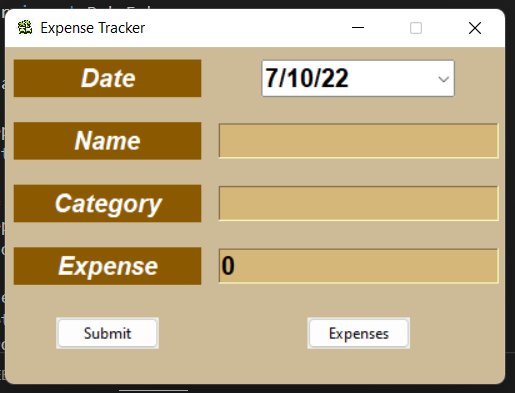 Expense Tracker
Date 7/10/22
Name
Category
Expense 0
Submit Expenses